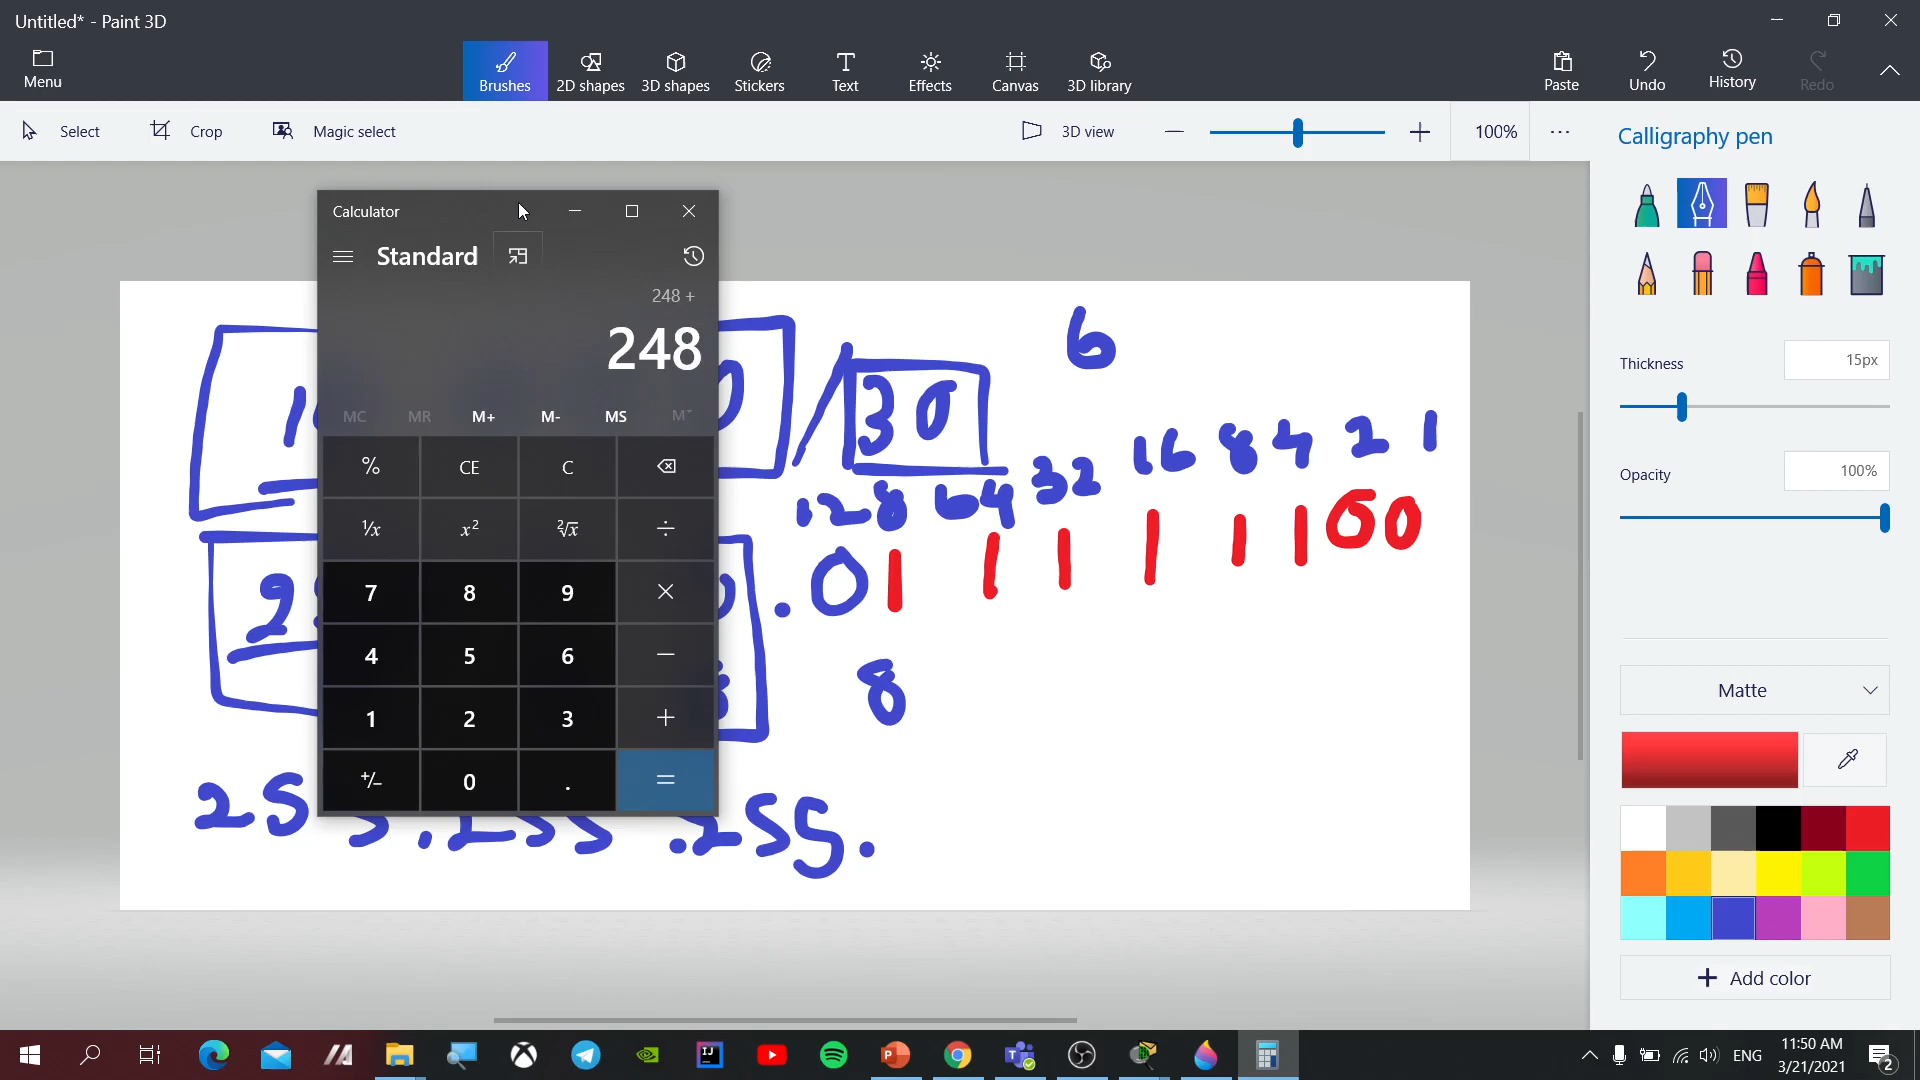 Untitled* - Paint 3D
Menu
Brushes
2D shapes
3D shapes
Stickers
Text
Effects
Canvas
3D library
Paste
Undo
History
Redo
Select
Crop
Magic select
3D view
100%
Calligraphy pen
Thickness
15px
Opacity
100%
Matte
Add color
Calculator
Standard
248 +
248
MC MR M+ M- MS
% CE C
1/x x² ²√x ÷
7 8 9 ×
4 5 6 −
1 2 3 +
+/− 0 . =
6
/30
128 64 32 16 8 4 2 1
.0 1 1 1 1 1 1 0 0
8
.255.
ENG
11:50 AM
3/21/2021
2